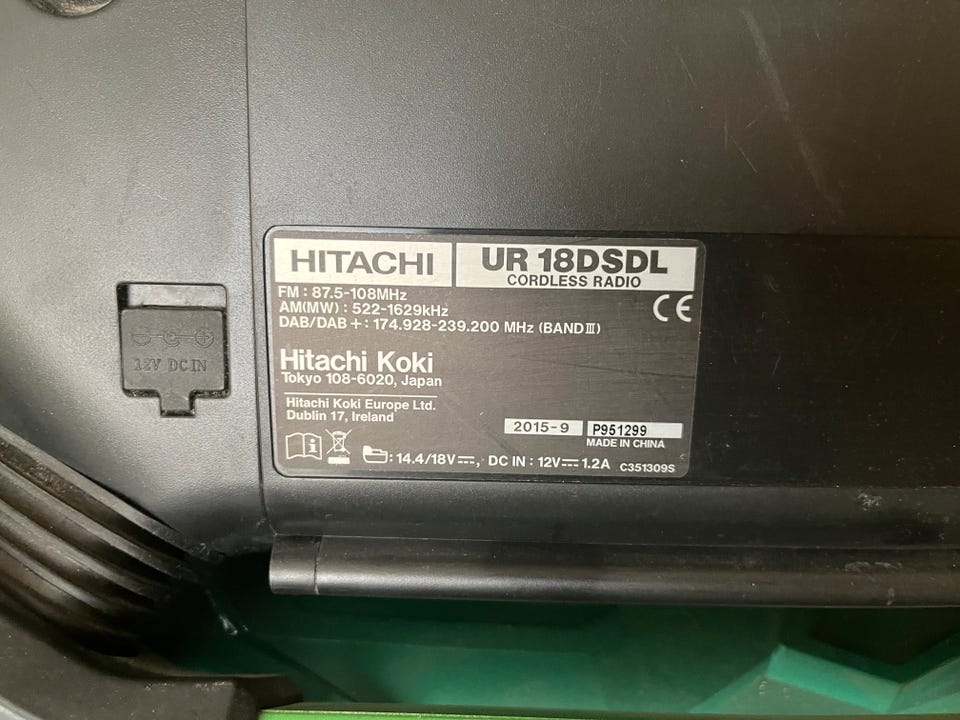 HITACHI
UR 18DSDL
CORDLESS RADIO
FM : 87.5-108MHz
AM(MW) : 522-1629kHz
DAB/DAB + : 174.928-239.200 MHz (BAND Ⅲ)
CE
Hitachi Koki
Tokyo 108-6020, Japan
Hitachi Koki Europe Ltd.
Dublin 17, Ireland
2015-9
P951299
MADE IN CHINA
: 14.4/18V⎓, DC IN : 12V⎓1.2A
C351309S
12V DC IN